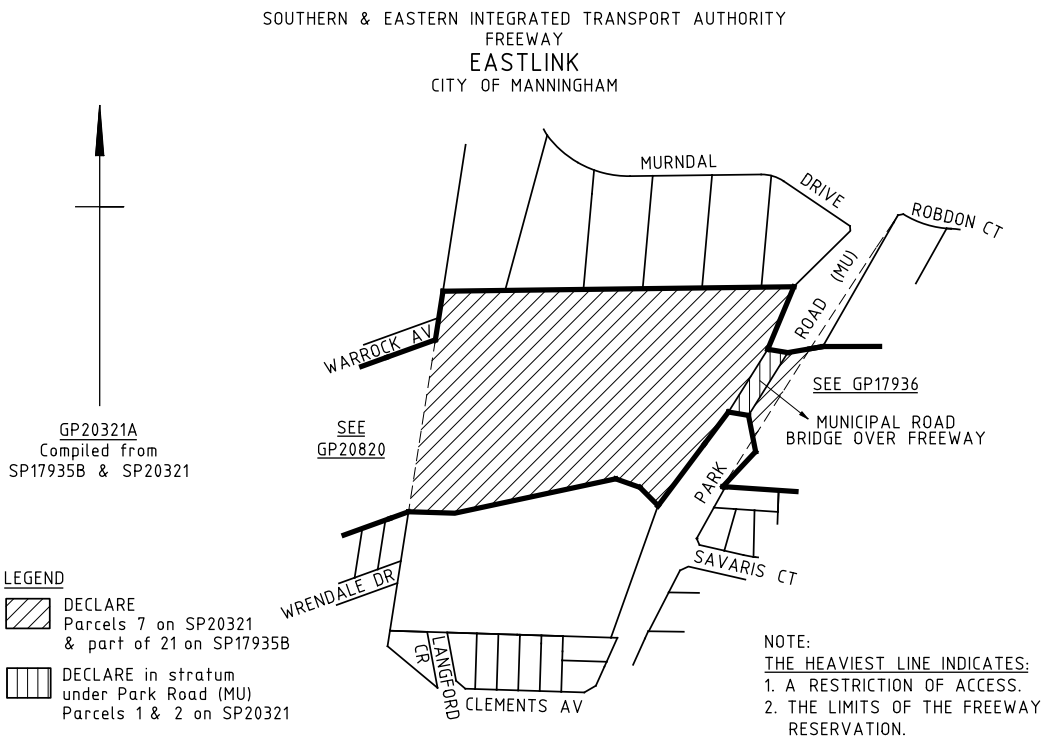 SOUTHERN & EASTERN INTEGRATED TRANSPORT AUTHORITY
FREEWAY
EASTLINK
CITY OF MANNINGHAM
MURNDAL
DRIVE
ROBDON CT
ROAD (MU)
WARROCK AV
SEE GP17936
MUNICIPAL ROAD
BRIDGE OVER FREEWAY
GP20321A
Compiled from
SP17935B & SP20321
SEE
GP20820
PARK
SAVARIS CT
WRENDALE DR
LANGFORD
CR
CLEMENTS AV
LEGEND
DECLARE
Parcels 7 on SP20321
& part of 21 on SP17935B
DECLARE in stratum
under Park Road (MU)
Parcels 1 & 2 on SP20321
NOTE:
THE HEAVIEST LINE INDICATES:
1. A RESTRICTION OF ACCESS.
2. THE LIMITS OF THE FREEWAY
RESERVATION.